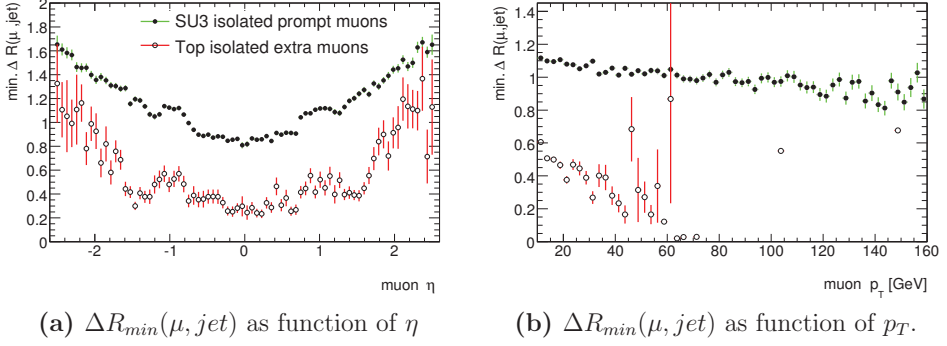 min. Δ R(μ ,jet)
2
1.8
1.6
1.4
1.2
1
0.8
0.6
0.4
0.2
0
SU3 isolated prompt muons
Top isolated extra muons
-2 -1 0 1 2
muon η
min. Δ R(μ,jet)
1.4
1.2
1
0.8
0.6
0.4
0.2
0
20 40 60 80 100 120 140 160
muon p_T [GeV]
(a) ΔR_min(μ, jet) as function of η
(b) ΔR_min(μ, jet) as function of p_T.